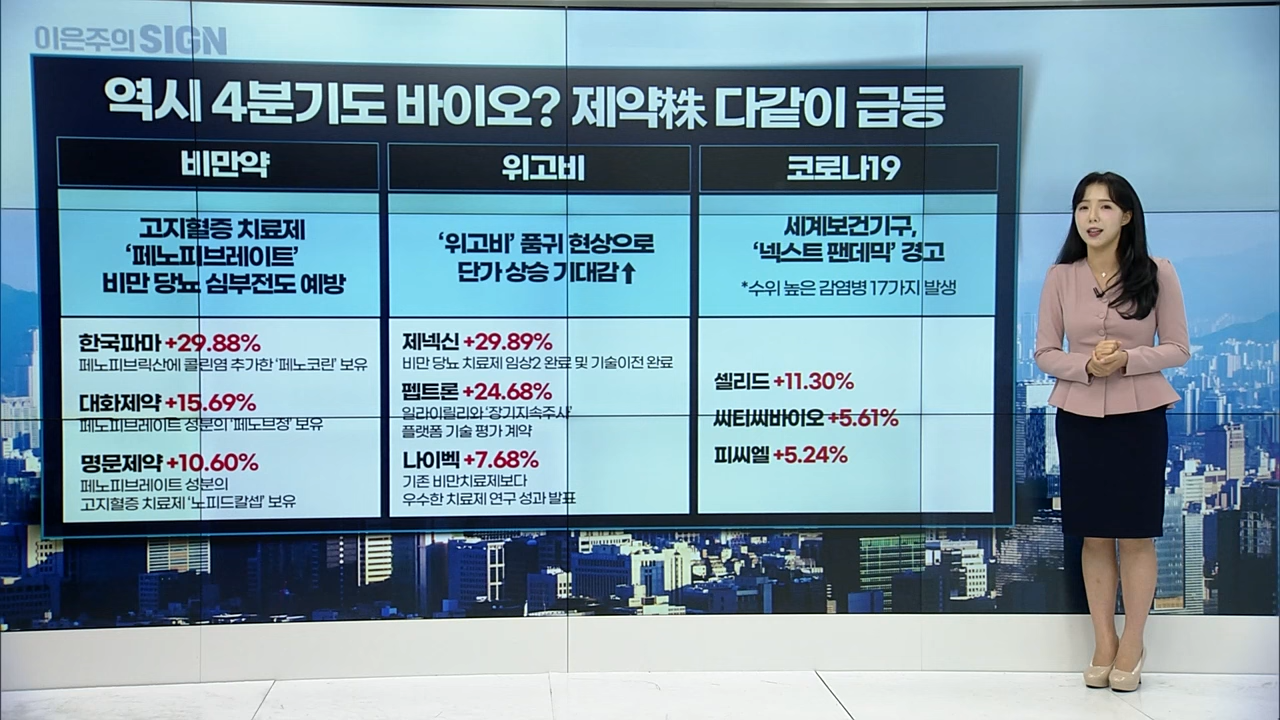 이은주의 SIGN
역시 4분기도 바이오? 제약株 다같이 급등
비만약
고지혈증 치료제
‘페노피브레이트’
비만 당뇨 심부전도 예방
한국파마 +29.88%
페노피브릭산에 콜린염 추가한 ‘페노코린’ 보유
대화제약 +15.69%
페노피브레이트 성분의 ‘페노브정’ 보유
명문제약 +10.60%
페노피브레이트 성분의
고지혈증 치료제 ‘노피드캡셉’ 보유
위고비
‘위고비’ 품귀 현상으로
단가 상승 기대감↑
제넥신 +29.89%
비만 당뇨 치료제 임상2 완료 및 기술이전 완료
펩트론 +24.68%
일라이릴리와 ‘장기지속주사’
플랫폼 기술 평가 계약
나이벡 +7.68%
기존 비만치료제보다
우수한 치료제 연구 성과 발표
코로나19
세계보건기구,
‘넥스트 팬데믹’ 경고
*수위 높은 감염병 17가지 발생
셀리드 +11.30%
씨티씨바이오 +5.61%
피씨엘 +5.24%